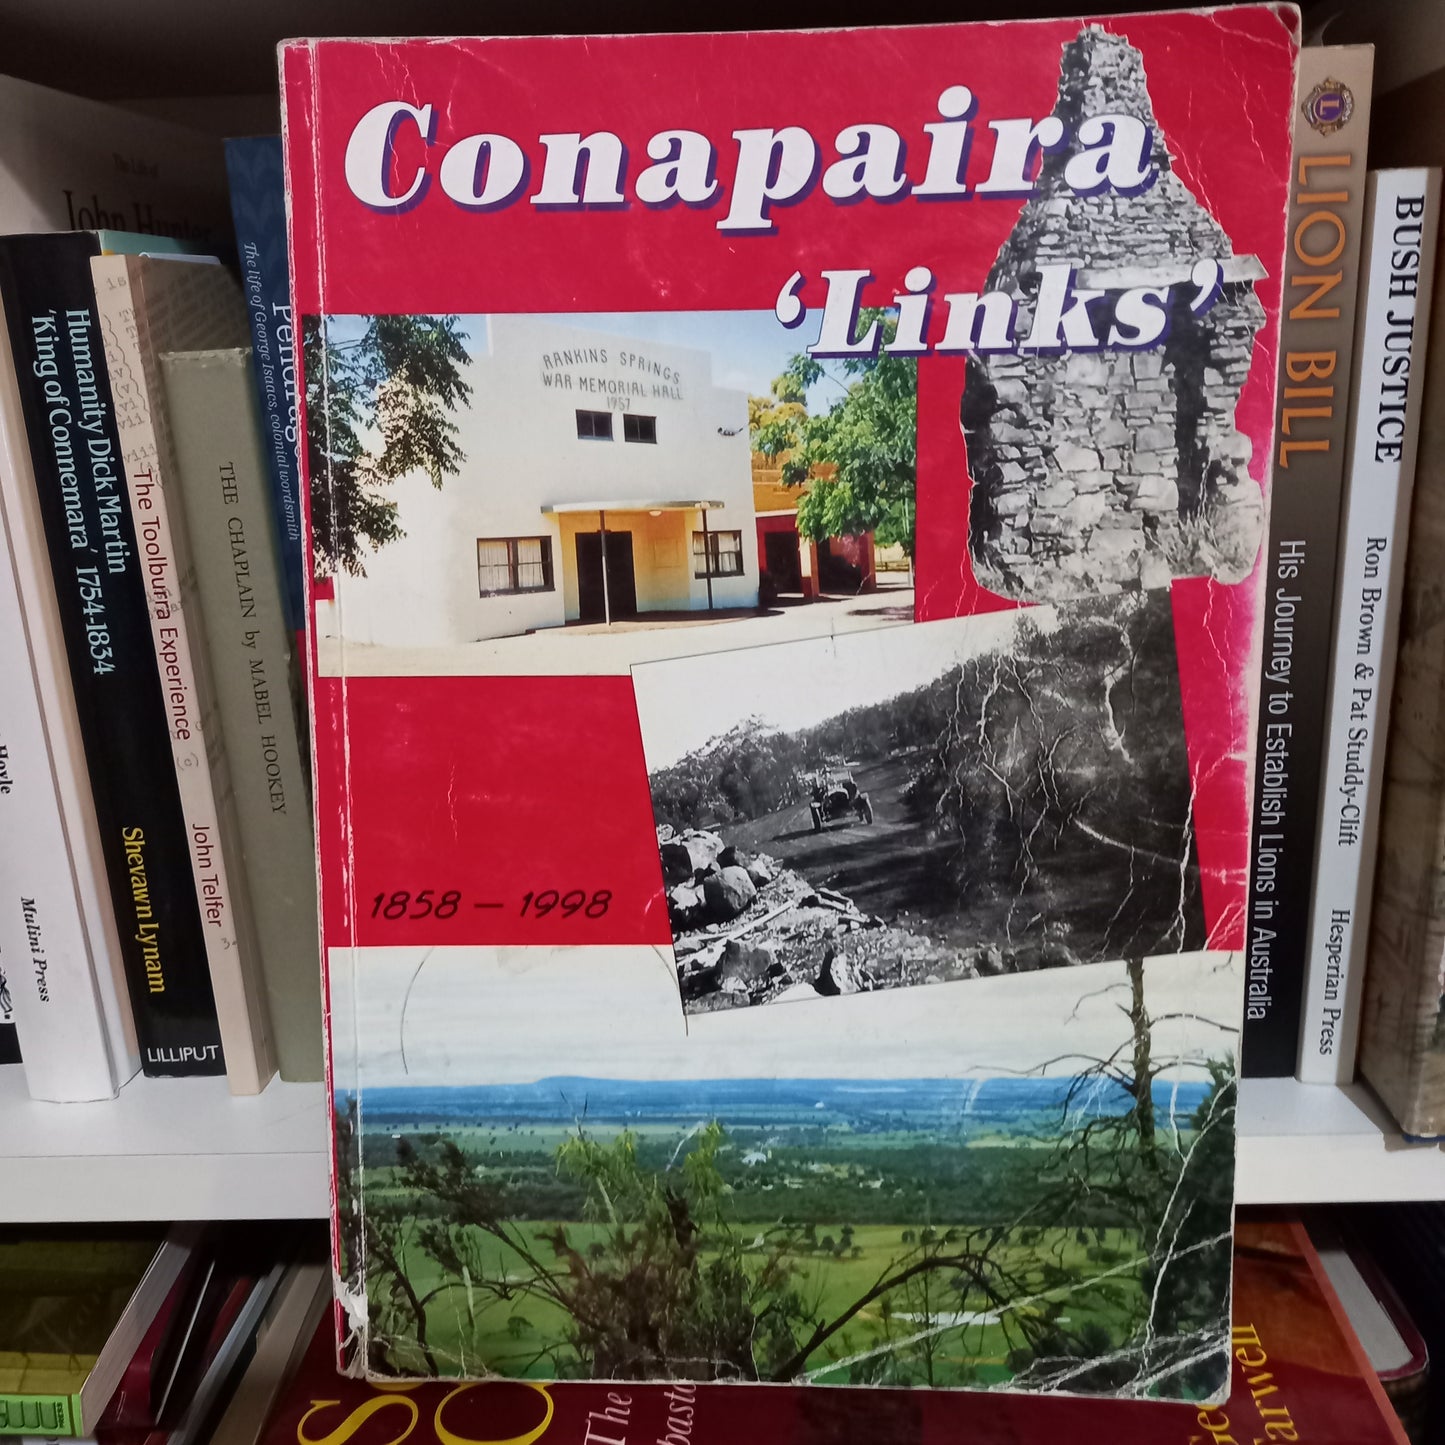 Conapaira
'Links'
RANKINS SPRINGS
WAR MEMORIAL HALL
1957
1858 – 1998
The Life of
John Hunter
Mulini Press
Humanity Dick Martin
'King of Connemara' 1754-1834
Shevawn Lynam
LILLIPUT
The Toolburra Experience
John Telfer
THE CHAPLAIN by MABEL HOOKEY
The life of George Isaacs, colonial wordsmith
LION BILL
His Journey to Establish Lions in Australia
BUSH JUSTICE
Ron Brown & Pat Studdy-Clift
Hesperian Press
The